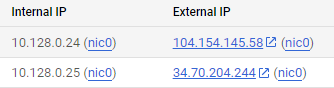 Internal IP External IP
10.128.0.24 (nic0) 104.154.145.58 (nic0)
10.128.0.25 (nic0) 34.70.204.244 (nic0)